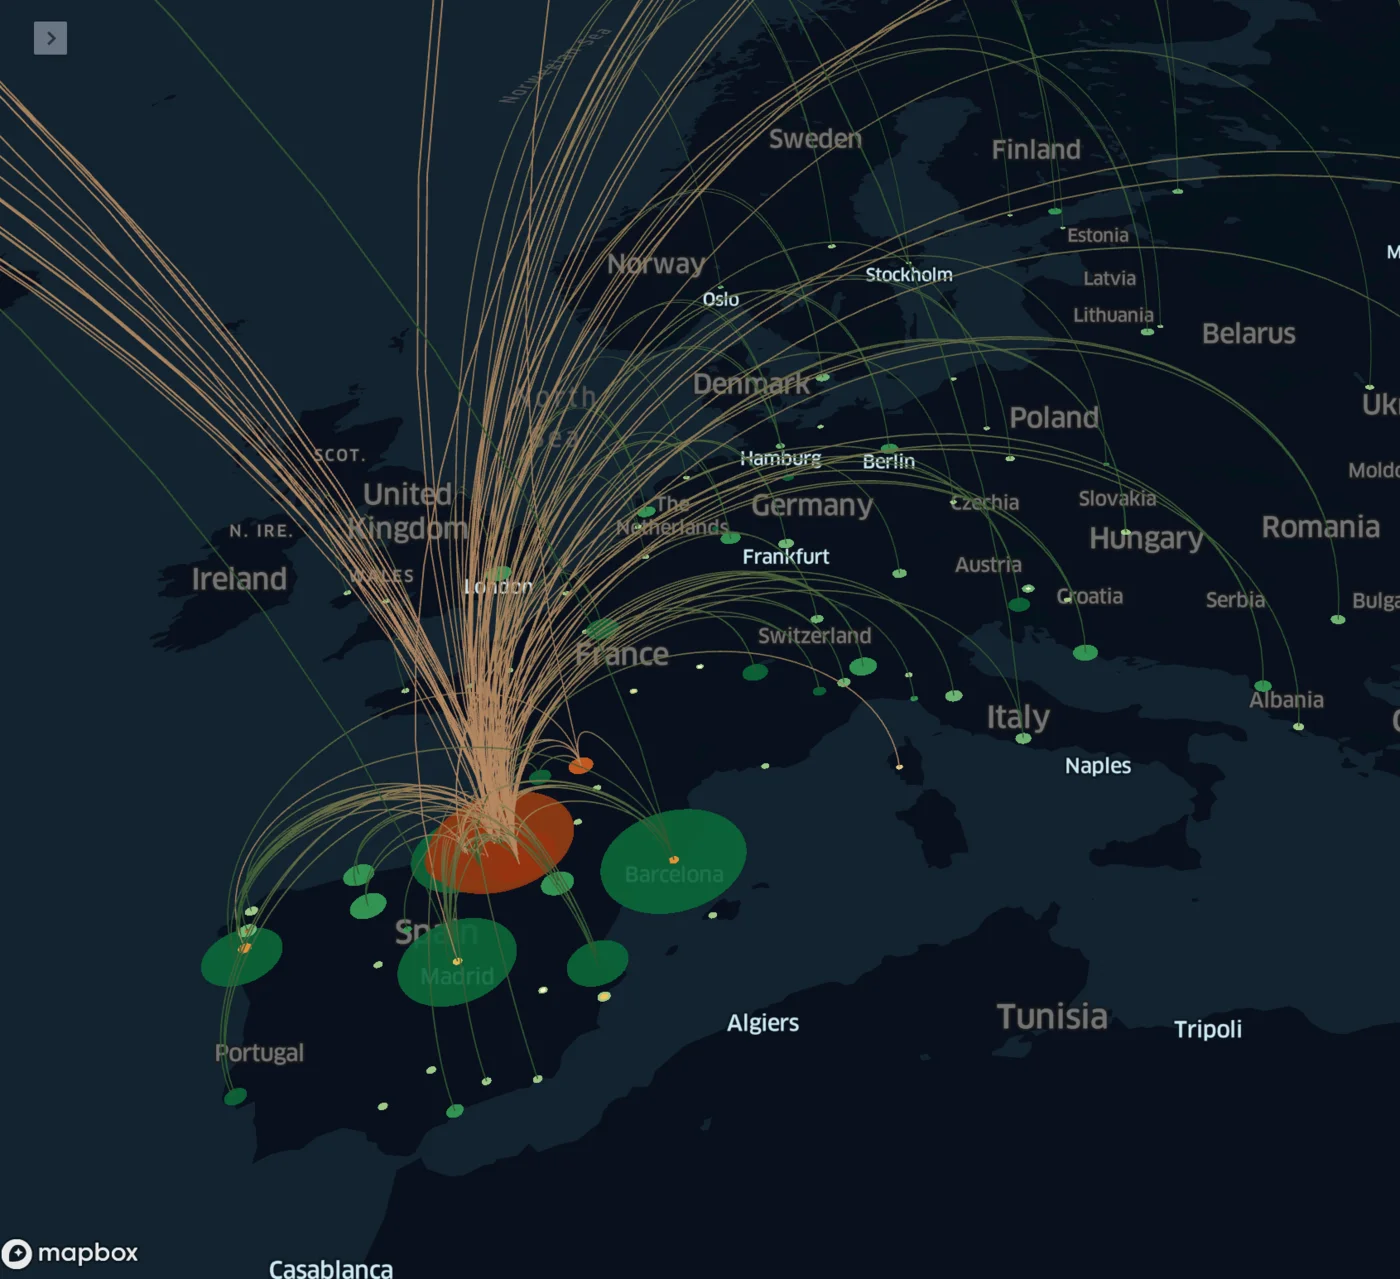 Norwegian Sea
Sweden
Finland
Estonia
Norway
Stockholm
Latvia
Oslo
Lithuania
Belarus
Denmark
North
Sea
Uk
Poland
SCOT.
Hamburg
Berlin
Moldo
United
Kingdom
The
Netherlands
Germany
Czechia
Slovakia
N. IRE.
Hungary
Romania
Frankfurt
Austria
Ireland
WALES
London
Croatia
Serbia
Bulga
Switzerland
France
Albania
Italy
Naples
Barcelona
Spain
Madrid
Algiers
Tunisia
Tripoli
Portugal
mapbox
Casablanca